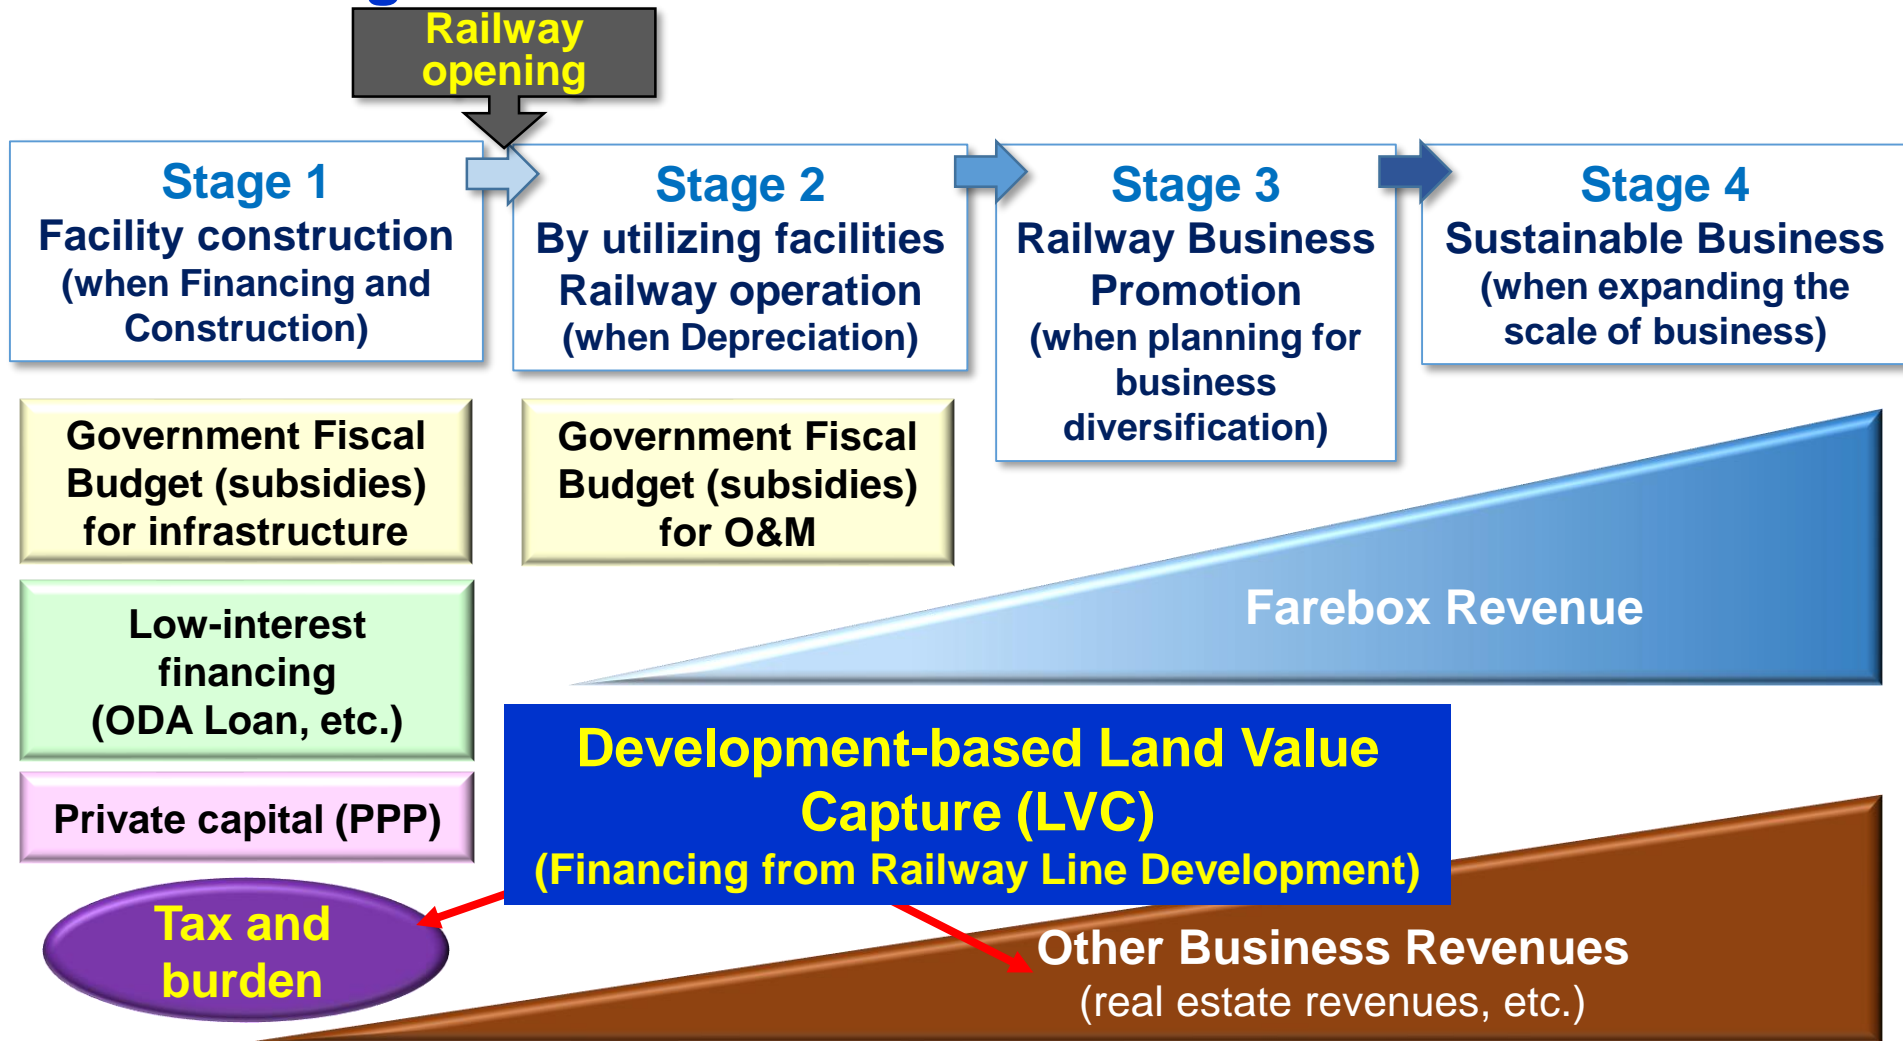 Railway
opening
Stage 1
Facility construction
(when Financing and
Construction)
Stage 2
By utilizing facilities
Railway operation
(when Depreciation)
Stage 3
Railway Business
Promotion
(when planning for
business
diversification)
Stage 4
Sustainable Business
(when expanding the
scale of business)
Government Fiscal
Budget (subsidies)
for infrastructure
Government Fiscal
Budget (subsidies)
for O&M
Low-interest
financing
(ODA Loan, etc.)
Private capital (PPP)
Tax and
burden
Farebox Revenue
Development-based Land Value
Capture (LVC)
(Financing from Railway Line Development)
Other Business Revenues
(real estate revenues, etc.)